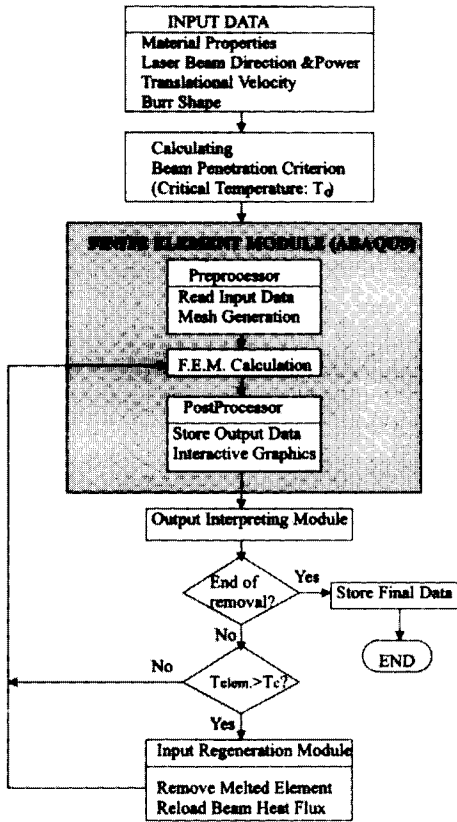 INPUT DATA
Material Properties
Laser Beam Direction &Power
Translational Velocity
Burr Shape
Calculating
Beam Penetration Criterion
(Critical Temperature: Tc)
FINITE ELEMENT MODULE (ABAQUS)
Preprocessor
Read Input Data
Mesh Generation
F.E.M. Calculation
PostProcessor
Store Output Data
Interactive Graphics
Output Interpreting Module
End of
removal?
Yes
Store Final Data
No
END
Telem.>Tc?
No
Yes
Input Regeneration Module
Remove Melted Element
Reload Beam Heat Flux